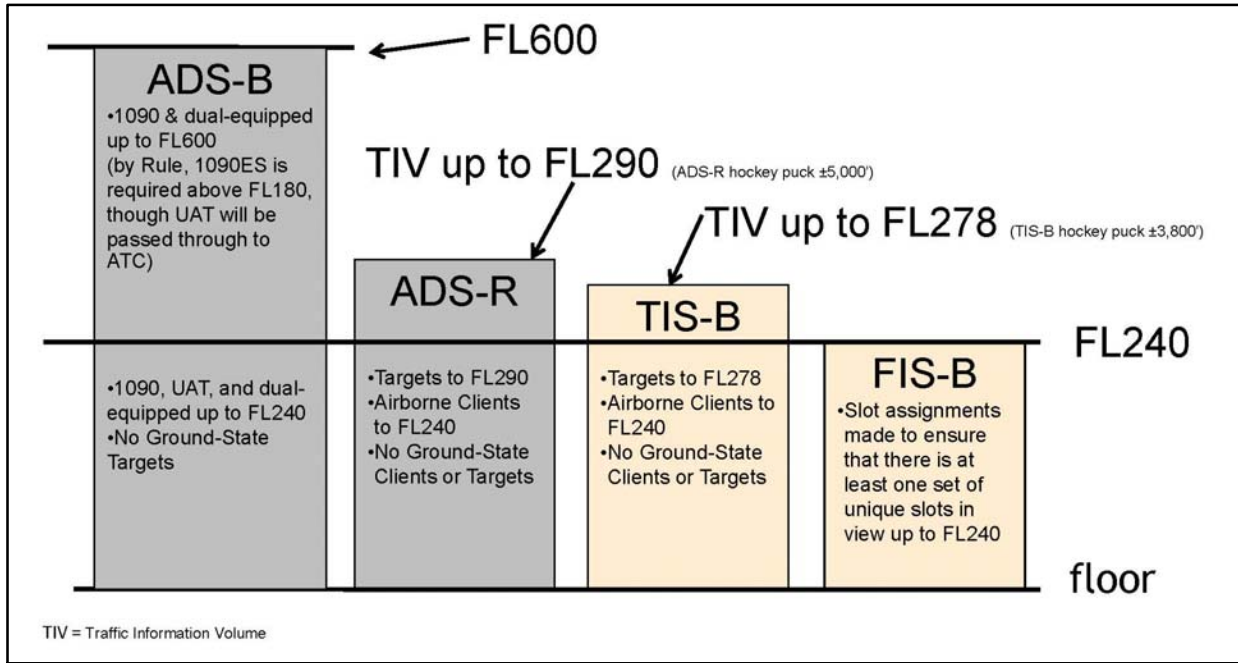 FL600
ADS-B
•1090 & dual-equipped
up to FL600
(by Rule, 1090ES is
required above FL180,
though UAT will be
passed through to
ATC)
•1090, UAT, and dual-
equipped up to FL240
•No Ground-State
Targets
TIV up to FL290 (ADS-R hockey puck ±5,000')
ADS-R
•Targets to FL290
•Airborne Clients
to FL240
•No Ground-State
Clients or Targets
TIV up to FL278 (TIS-B hockey puck ±3,800')
TIS-B
•Targets to FL278
•Airborne Clients to
FL240
•No Ground-State
Clients or Targets
FL240
FIS-B
•Slot assignments
made to ensure
that there is at
least one set of
unique slots in
view up to FL240
floor
TIV = Traffic Information Volume